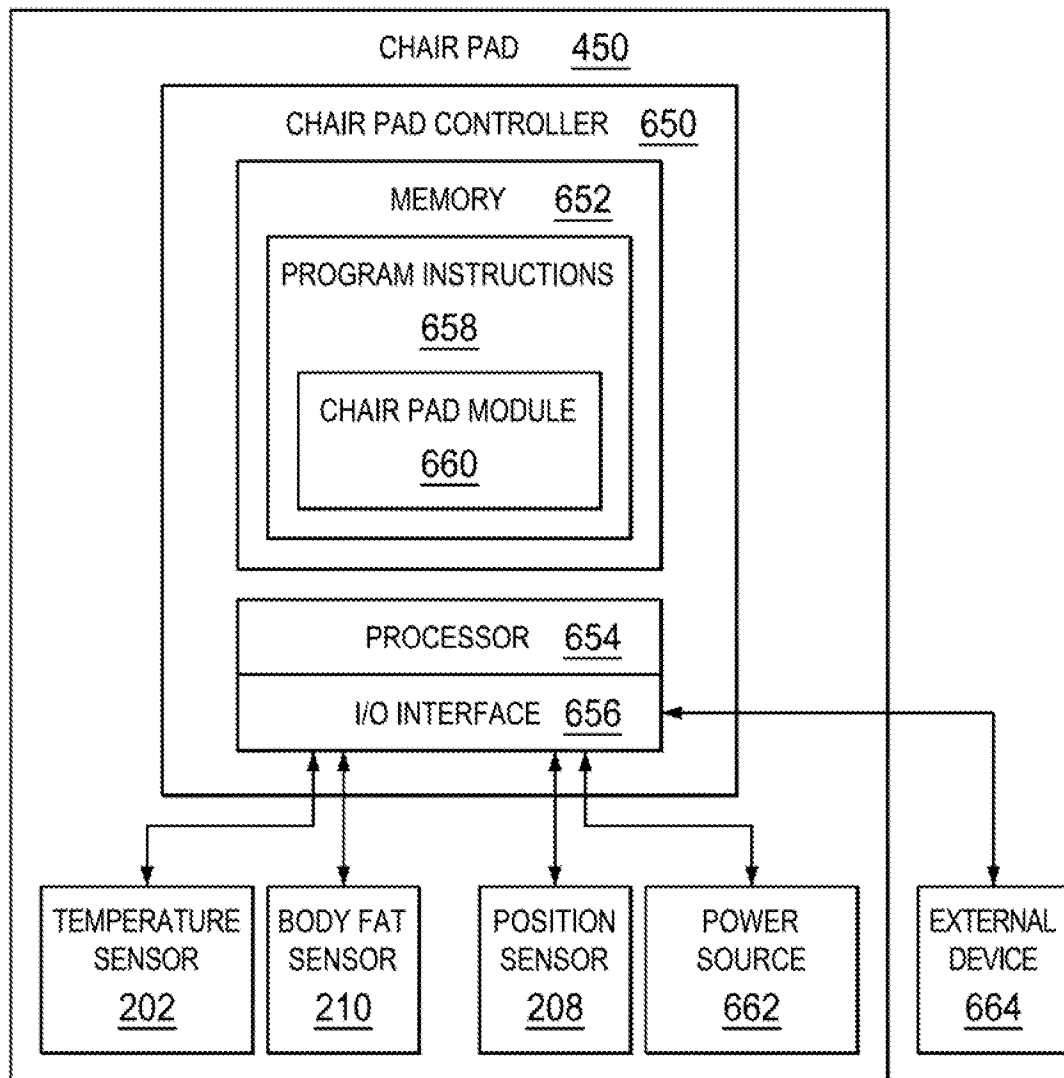 CHAIR PAD 450
CHAIR PAD CONTROLLER 650
MEMORY 652
PROGRAM INSTRUCTIONS
658
CHAIR PAD MODULE
660
PROCESSOR 654
I/O INTERFACE 656
TEMPERATURE
SENSOR
202
BODY FAT
SENSOR
210
POSITION
SENSOR
208
POWER
SOURCE
662
EXTERNAL
DEVICE
664